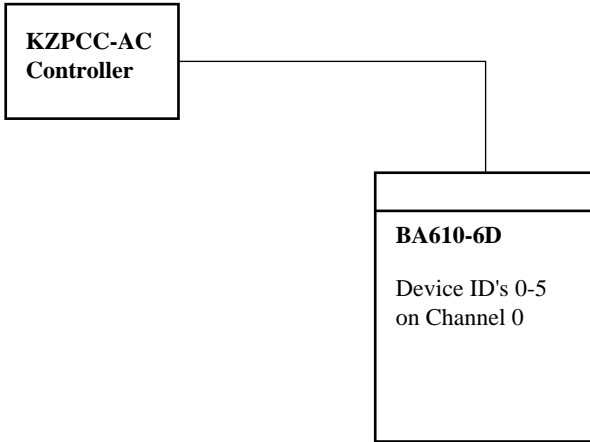 KZPCC-AC
Controller
BA610-6D
Device ID's 0-5
on Channel 0